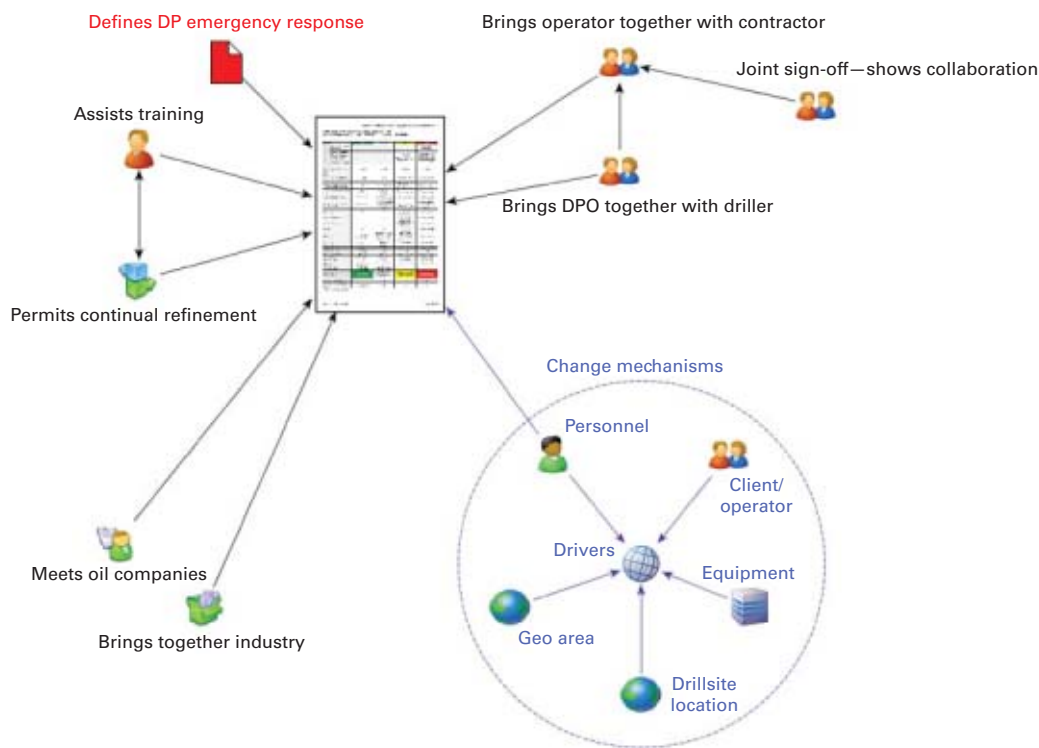 Defines DP emergency response
Brings operator together with contractor
Joint sign-off—shows collaboration
Assists training
Brings DPO together with driller
Permits continual refinement
Change mechanisms
Personnel
Client/
operator
Drivers
Equipment
Meets oil companies
Geo area
Brings together industry
Drillsite
location